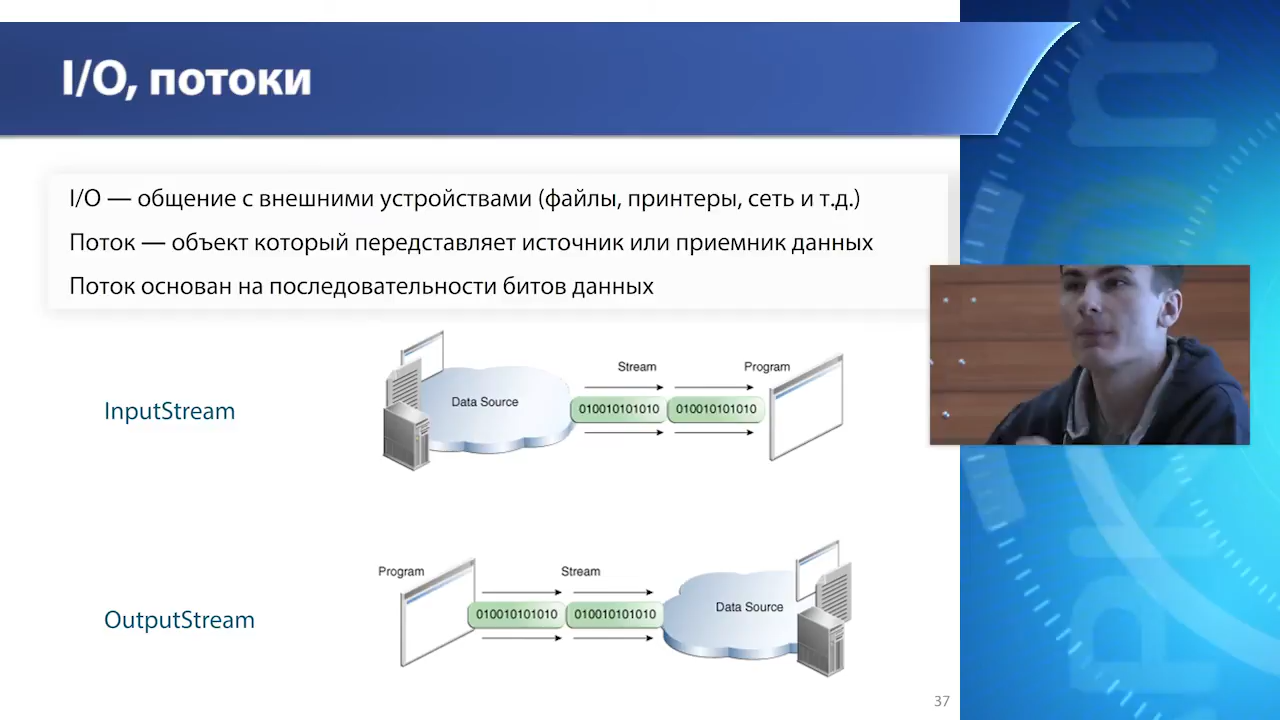 I/O, потоки
I/O — общение с внешними устройствами (файлы, принтеры, сеть и т.д.)
Поток — объект который передставляет источник или приемник данных
Поток основан на последовательности битов данных
InputStream
Data Source
Stream
Program
010010101010
010010101010
OutputStream
Program
Stream
010010101010
010010101010
Data Source
37